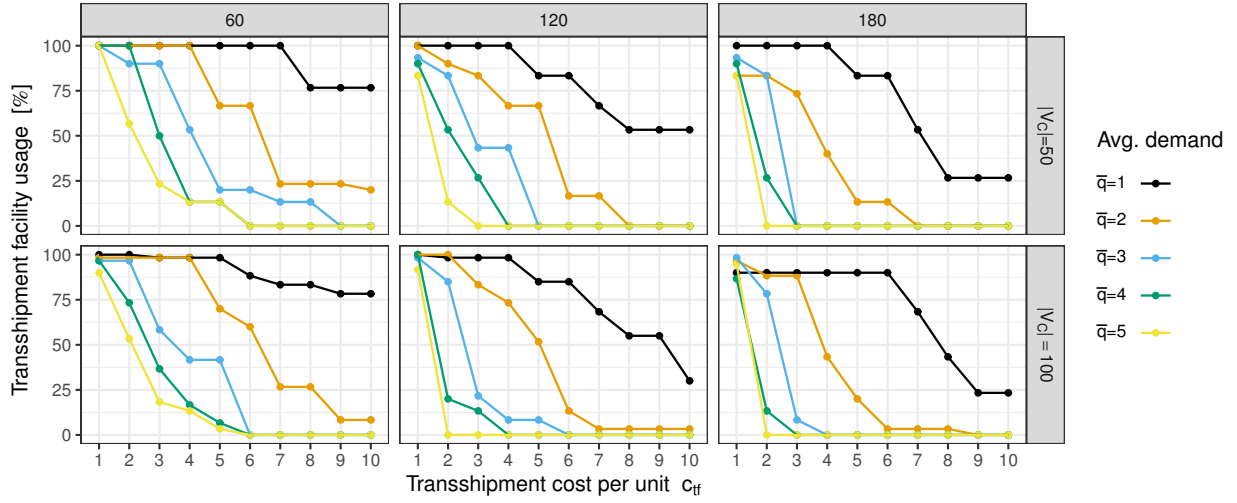 60 120 180
100
75
50
25
0
|V_C|=50
100
75
50
25
0
|V_C| = 100
1 2 3 4 5 6 7 8 9 10 1 2 3 4 5 6 7 8 9 10 1 2 3 4 5 6 7 8 9 10
Transshipment cost per unit c_tf
Transshipment facility usage [%]
Avg. demand
q̅=1
q̅=2
q̅=3
q̅=4
q̅=5